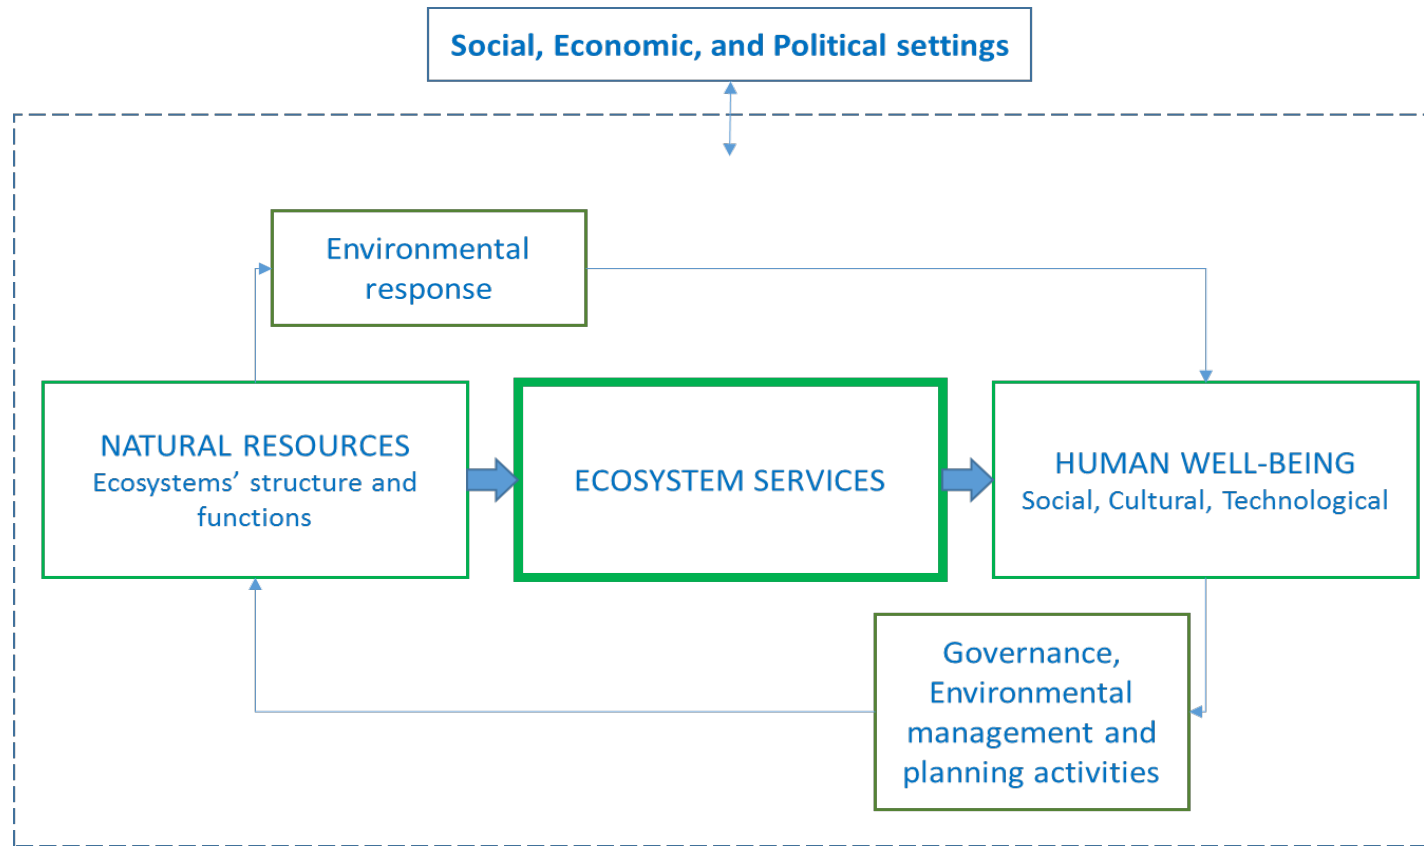 Social, Economic, and Political settings
Environmental
response
NATURAL RESOURCES
Ecosystems’ structure and
functions
ECOSYSTEM SERVICES
HUMAN WELL-BEING
Social, Cultural, Technological
Governance,
Environmental
management and
planning activities